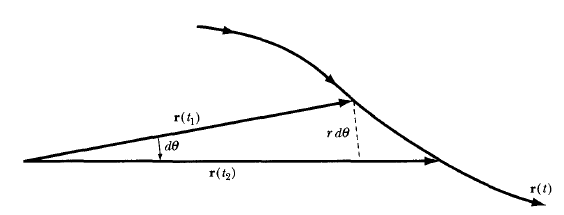 r(t₁)
dθ
r dθ
r(t₂)
r(t)